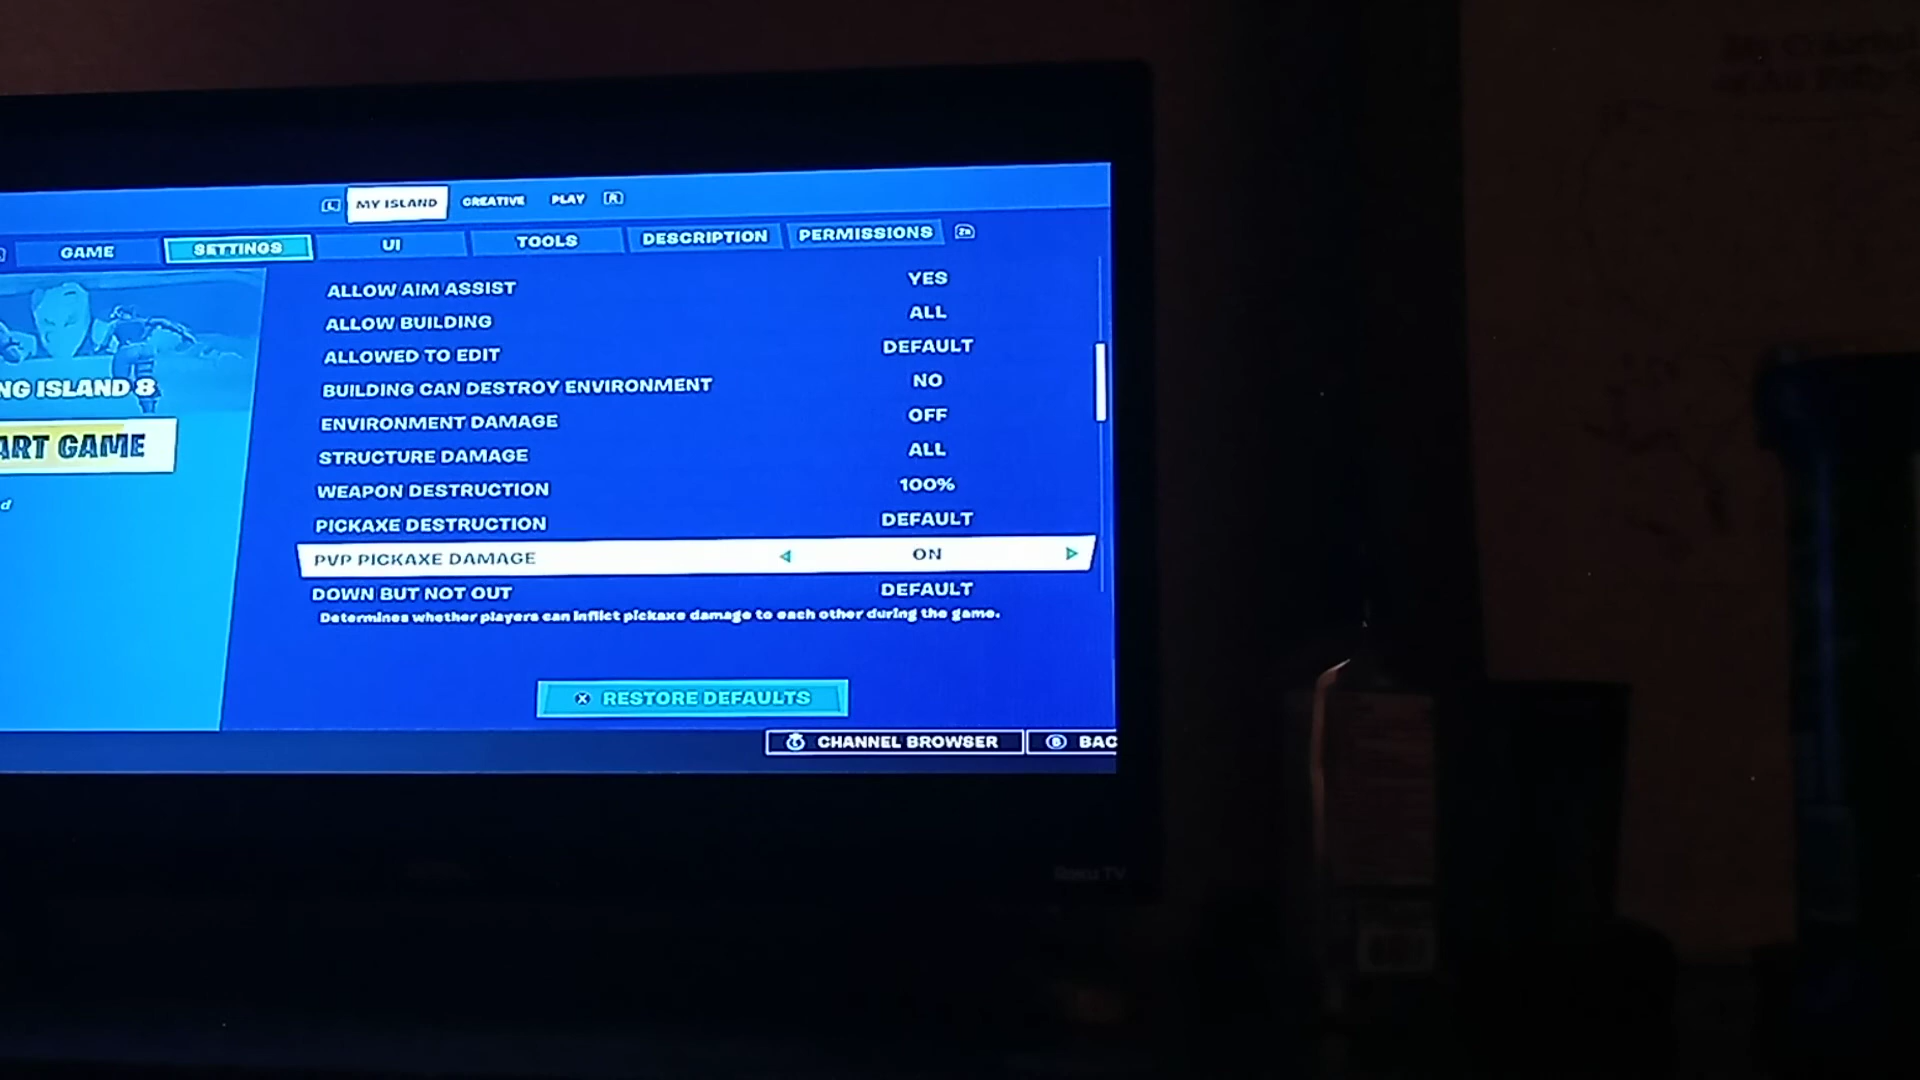 L MY ISLAND CREATIVE PLAY R
GAME SETTINGS UI TOOLS DESCRIPTION PERMISSIONS ZR
ALLOW AIM ASSIST YES
ALLOW BUILDING ALL
ALLOWED TO EDIT DEFAULT
BUILDING CAN DESTROY ENVIRONMENT NO
NG ISLAND 8
ENVIRONMENT DAMAGE OFF
ART GAME
STRUCTURE DAMAGE ALL
WEAPON DESTRUCTION 100%
d
PICKAXE DESTRUCTION DEFAULT
PVP PICKAXE DAMAGE ON
DOWN BUT NOT OUT DEFAULT
Determines whether players can inflict pickaxe damage to each other during the game.
X RESTORE DEFAULTS
CHANNEL BROWSER B BAC
Roku TV